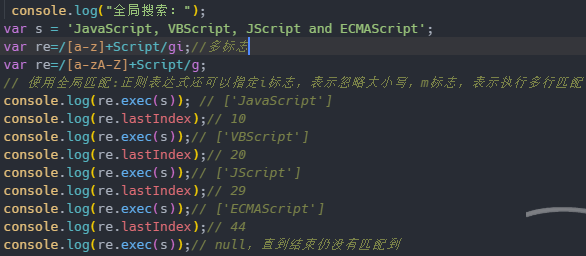 console.log("全局搜索：");
var s = 'JavaScript, VBScript, JScript and ECMAScript';
var re=/[a-z]+Script/gi;//多标志
var re=/[a-zA-Z]+Script/g;
// 使用全局匹配:正则表达式还可以指定i标志，表示忽略大小写，m标志，表示执行多行匹配
console.log(re.exec(s)); // ['JavaScript']
console.log(re.lastIndex);// 10
console.log(re.exec(s));// ['VBScript']
console.log(re.lastIndex);// 20
console.log(re.exec(s));// ['JScript']
console.log(re.lastIndex);// 29
console.log(re.exec(s));// ['ECMAScript']
console.log(re.lastIndex);// 44
console.log(re.exec(s));// null，直到结束仍没有匹配到